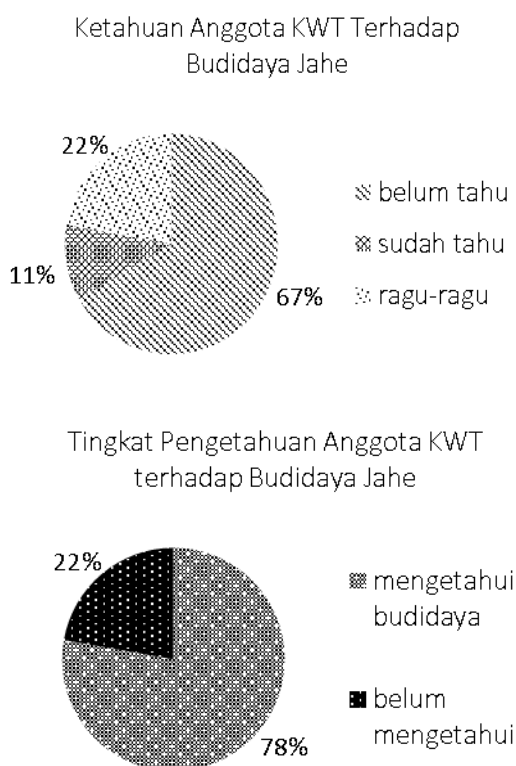 Ketahuan Anggota KWT Terhadap
Budidaya Jahe
22%
belum tahu
sudah tahu
11%
67%
ragu-ragu
Tingkat Pengetahuan Anggota KWT
terhadap Budidaya Jahe
22%
mengetahui
budidaya
belum
mengetahui
78%